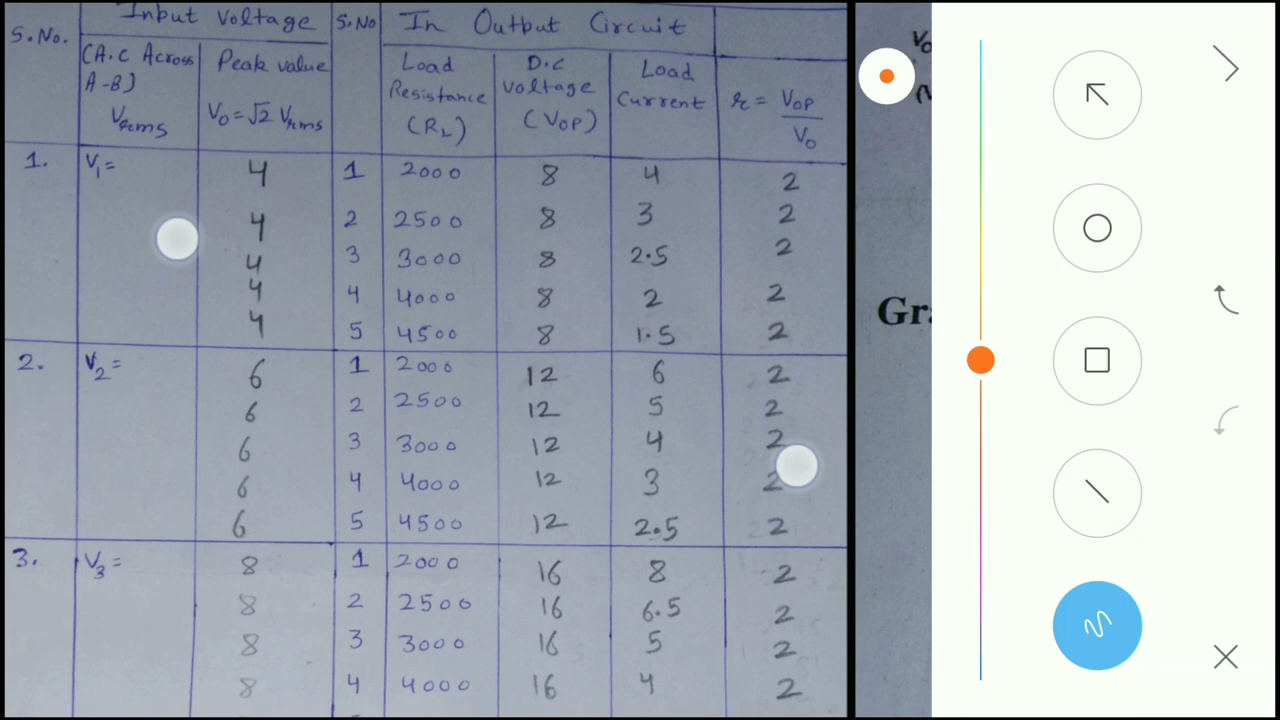 S.No. Input Voltage S.No In Output Circuit
(A.C Across A-B) Vrms Peak value V₀=√2 Vrms Load Resistance (RL) D.C Voltage (VOP) Load Current r = VOP/V₀
1. V₁= 4 1 2000 8 4 2
4 2 2500 8 3 2
4 3 3000 8 2.5 2
4 4 4000 8 2 2
4 5 4500 8 1.5 2
2. V₂= 6 1 2000 12 6 2
6 2 2500 12 5 2
6 3 3000 12 4 2
6 4 4000 12 3 2
6 5 4500 12 2.5 2
3. V₃= 8 1 2000 16 8 2
8 2 2500 16 6.5 2
8 3 3000 16 5 2
8 4 4000 16 4 2
Gra